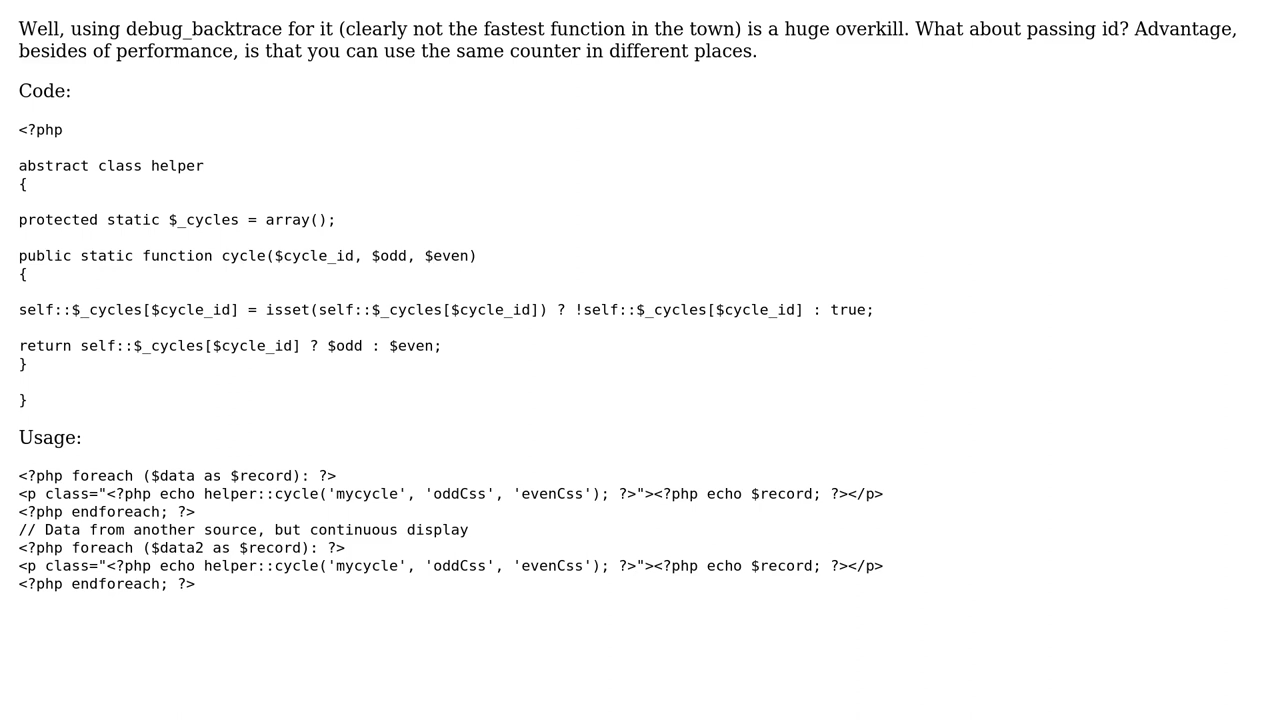 Well, using debug_backtrace for it (clearly not the fastest function in the town) is a huge overkill. What about passing id? Advantage,
besides of performance, is that you can use the same counter in different places.
Code:
<?php
abstract class helper
{
protected static $_cycles = array();
public static function cycle($cycle_id, $odd, $even)
{
self::$_cycles[$cycle_id] = isset(self::$_cycles[$cycle_id]) ? !self::$_cycles[$cycle_id] : true;
return self::$_cycles[$cycle_id] ? $odd : $even;
}
}
Usage:
<?php foreach ($data as $record): ?>
<p class="<?php echo helper::cycle('mycycle', 'oddCss', 'evenCss'); ?>"><?php echo $record; ?></p>
<?php endforeach; ?>
// Data from another source, but continuous display
<?php foreach ($data2 as $record): ?>
<p class="<?php echo helper::cycle('mycycle', 'oddCss', 'evenCss'); ?>"><?php echo $record; ?></p>
<?php endforeach; ?>